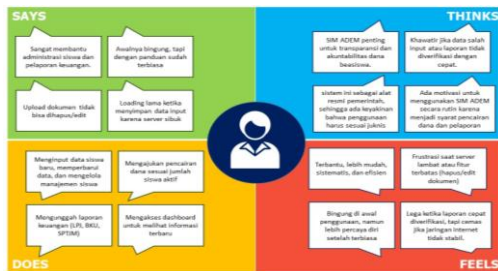 SAYS
Sangat membantu
administrasi siswa dan
pelaporan keuangan.
Awalnya bingung, tapi
dengan panduan sudah
terbiasa
Upload dokumen tidak
bisa dihapus/edit
Loading lama ketika
menyimpan data input
karena server sibuk
THINKS
SIM ADEM penting
untuk transparansi dan
akuntabilitas dana
beasiswa.
Khawatir jika data salah
input atau laporan tidak
diverifikasi dengan
cepat.
sistem ini sebagai alat
resmi pemerintah,
sehingga ada keyakinan
bahwa penggunaan
harus sesuai juknis
Ada motivasi untuk
menggunakan SIM ADEM
secara rutin karena
menjadi syarat pencairan
dana dan pelaporan
Menginput data siswa
baru, memperbarui
data, dan mengelola
manajemen siswa
Mengajukan pencairan
dana sesuai jumlah
siswa aktif
Mengunggah laporan
keuangan (LPJ, BKU,
SPTJM)
Mengakses dashboard
untuk melihat informasi
terbaru
DOES
Terbantu, lebih mudah,
sistematis, dan efisien
Frustrasi saat server
lambat atau fitur
terbatas (hapus/edit
dokumen)
Bingung di awal
penggunaan, namun
lebih percaya diri
setelah terbiasa
Lega ketika laporan cepat
diverifikasi, tapi cemas
jika jaringan internet
tidak stabil.
FEELS